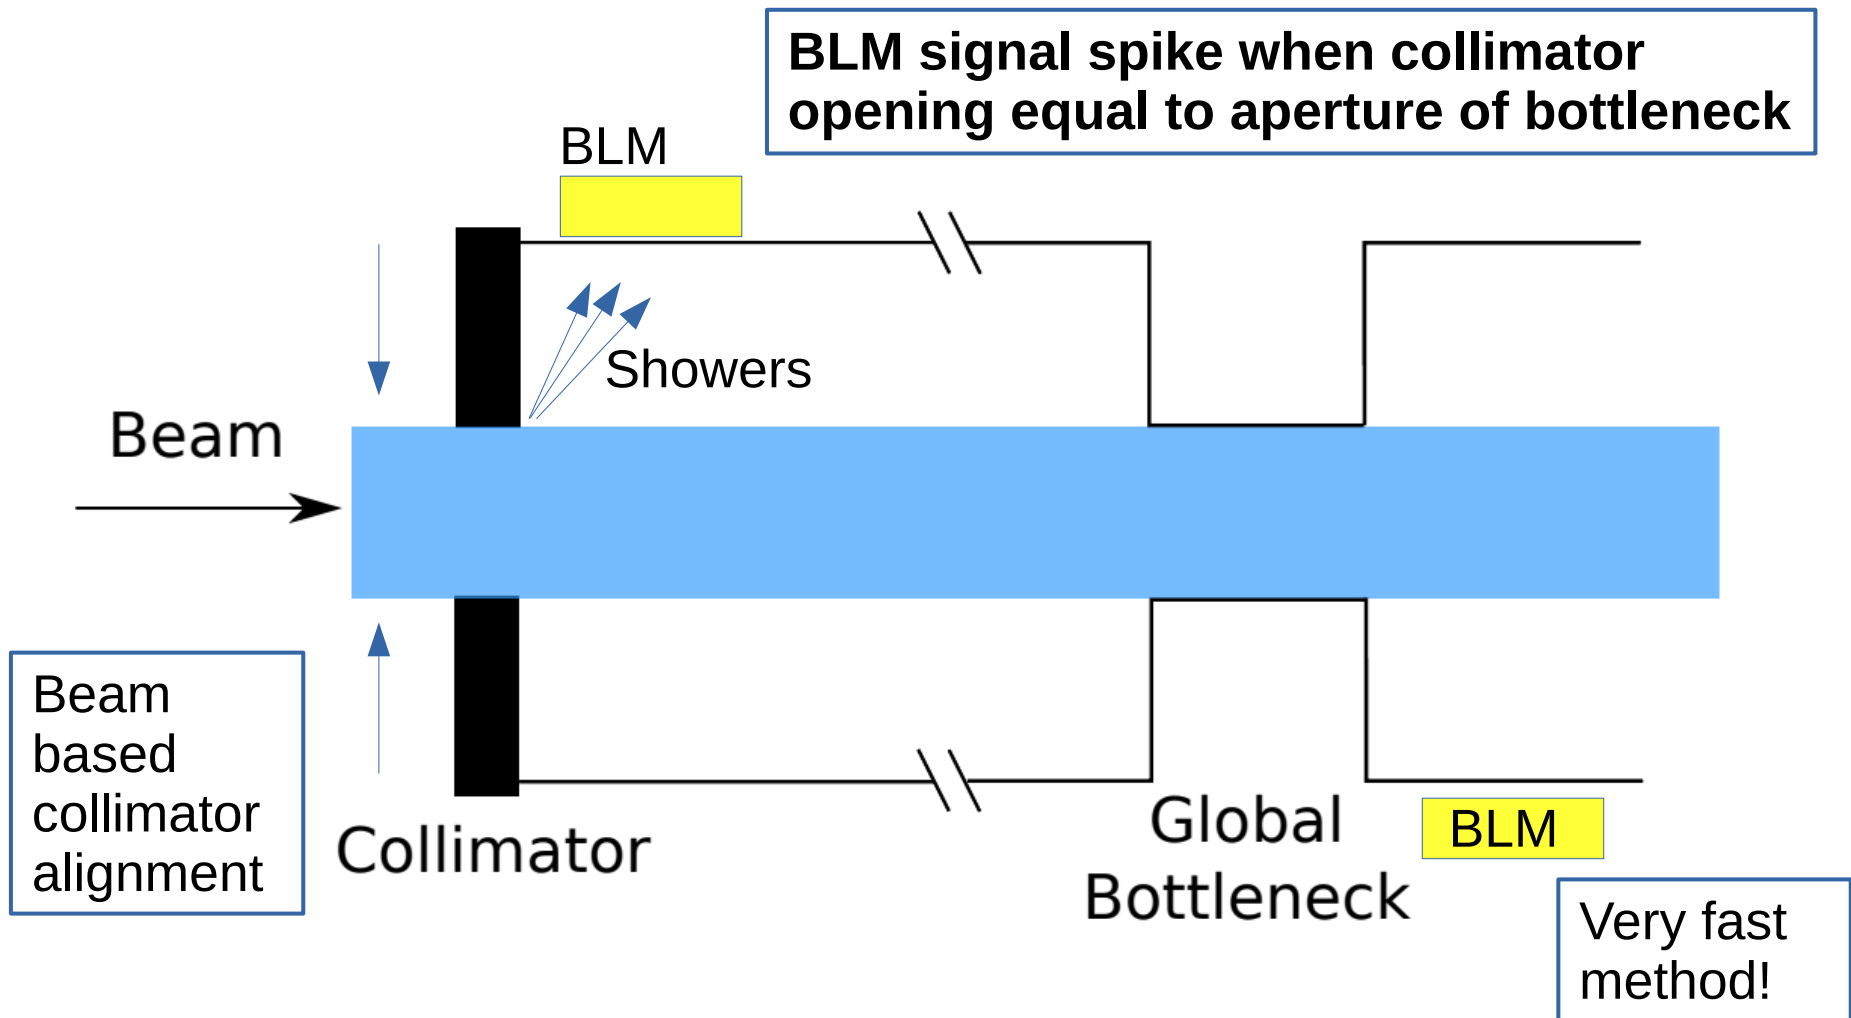 BLM signal spike when collimator
opening equal to aperture of bottleneck
BLM
Showers
Beam
Beam
based
collimator
alignment
Collimator
Global
Bottleneck
BLM
Very fast
method!